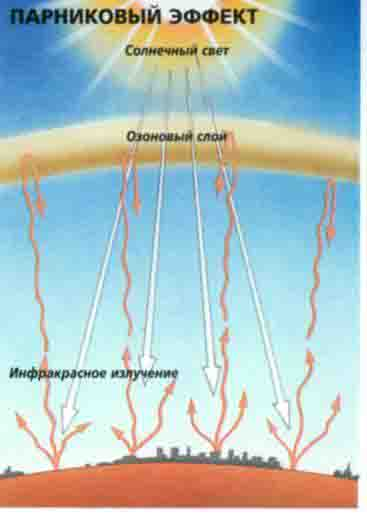 ПАРНИКОВЫЙ ЭФФЕКТ
Солнечный свет
Озоновый слой
Инфракрасное излучение